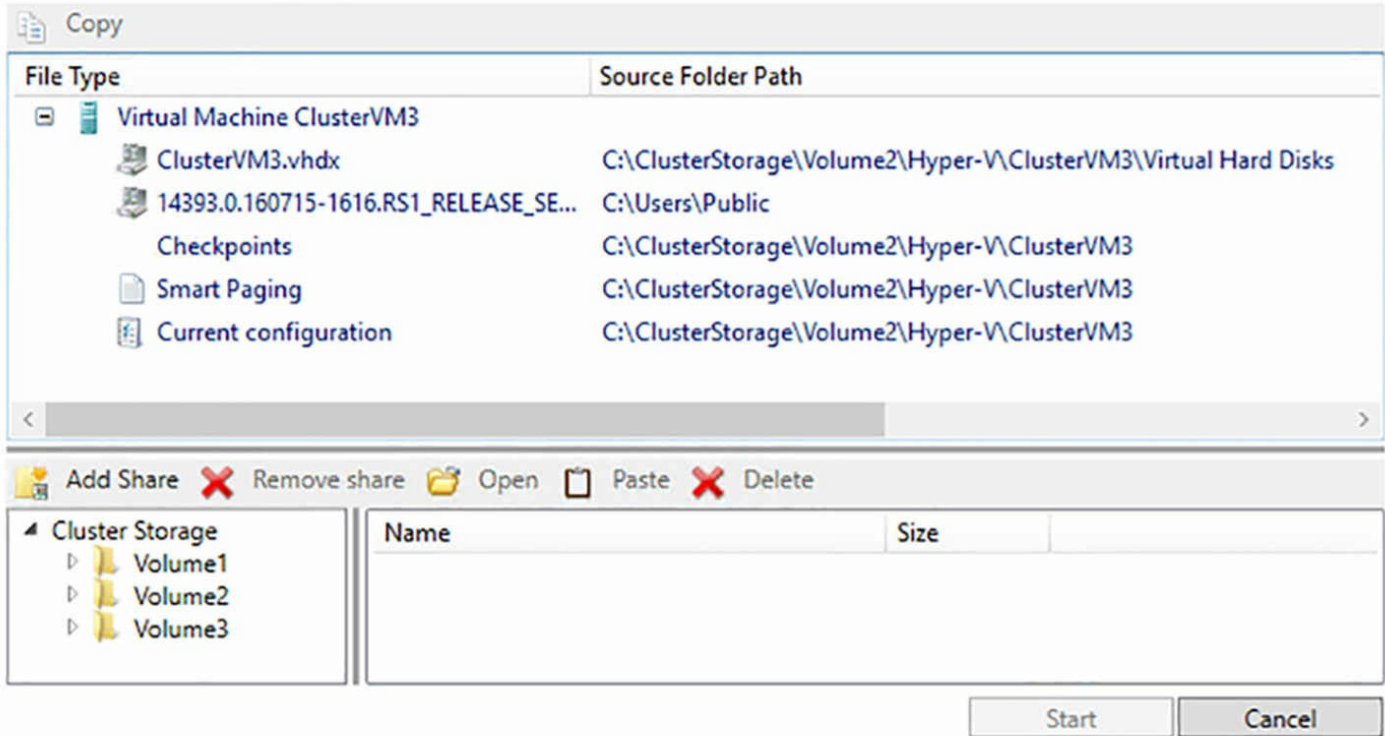 Copy
File Type Source Folder Path
Virtual Machine ClusterVM3
ClusterVM3.vhdx C:\ClusterStorage\Volume2\Hyper-V\ClusterVM3\Virtual Hard Disks
14393.0.160715-1616.RS1_RELEASE_SE... C:\Users\Public
Checkpoints C:\ClusterStorage\Volume2\Hyper-V\ClusterVM3
Smart Paging C:\ClusterStorage\Volume2\Hyper-V\ClusterVM3
Current configuration C:\ClusterStorage\Volume2\Hyper-V\ClusterVM3
Add Share Remove share Open Paste Delete
Cluster Storage Name Size
Volume1
Volume2
Volume3
Start Cancel